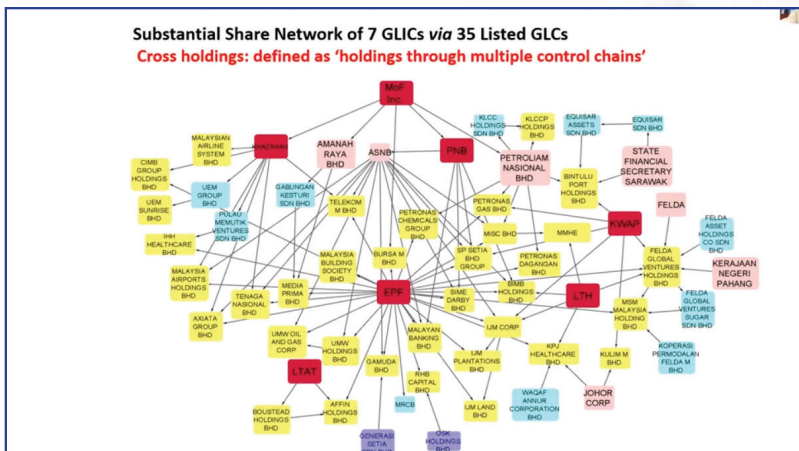 Substantial Share Network of 7 GLICs via 35 Listed GLCs
Cross holdings: defined as ‘holdings through multiple control chains’
MoF
Inc.
KLCC
HOLDINGS
SDN BHD
KLCCP
HOLDINGS
BHD
EQUISAR
ASSETS
SDN BHD
EQUISAR
SDN BHD
MALAYSIAN
AIRLINE
SYSTEM
BHD
KHAZANAH
AMANAH
RAYA
BHD
ASNB
PNB
PETROLIAM
NASIONAL
BHD
STATE
FINANCIAL
SECRETARY
SARAWAK
CIMB
GROUP
HOLDINGS
BHD
UEM
GROUP BHD
GABUNGAN
KESTURI
SDN BHD
BINTULU
PORT
HOLDINGS
BHD
UEM
SUNRISE
BHD
PULAU
MEMUTIK
VENTURES
SDN BHD
TELEKOM
M BHD
PETRONAS
CHEMICALS
GROUP
BHD
PETRONAS
GAS BHD
FELDA
KWAP
IHH
HEALTHCARE
BHD
BURSA M
BHD
MISC BHD
MMHE
FELDA
ASSET
HOLDINGS
CO SDN BHD
MALAYSIA
BUILDING
SOCIETY
BHD
SP SETIA
BHD
GROUP
PETRONAS
DAGANGAN
BHD
FELDA
GLOBAL
VENTURES
HOLDINGS
BHD
KERAJAAN
NEGERI
PAHANG
MALAYSIA
AIRPORTS
HOLDINGS
BHD
TENAGA
NASIONAL
BHD
MEDIA
PRIMA
BHD
EPF
SIME
DARBY
BHD
BIMB
HOLDINGS
BHD
LTH
FELDA
GLOBAL
VENTURES
SUGAR
SDN BHD
AXIATA
GROUP BHD
MSM
MALAYSIA
HOLDING
BHD
UMW OIL
AND GAS
CORP
UMW
HOLDINGS
BHD
MALAYAN
BANKING
BHD
IJM CORP
GAMUDA
BHD
IJM
PLANTATIONS
BHD
KPJ
HEALTHCARE
BHD
KULIM M
BHD
KOPERASI
PERMODALAN
FELDA M
BHD
LTAT
RHB
CAPITAL
BHD
BOUSTEAD
HOLDINGS
BHD
AFFIN
HOLDINGS
BHD
MRCB
IJM LAND
BHD
WAQAF
ANNUR
CORPORATION
BHD
JOHOR
CORP
GENERASI
SETIA
OSK
HOLDINGS
BHD